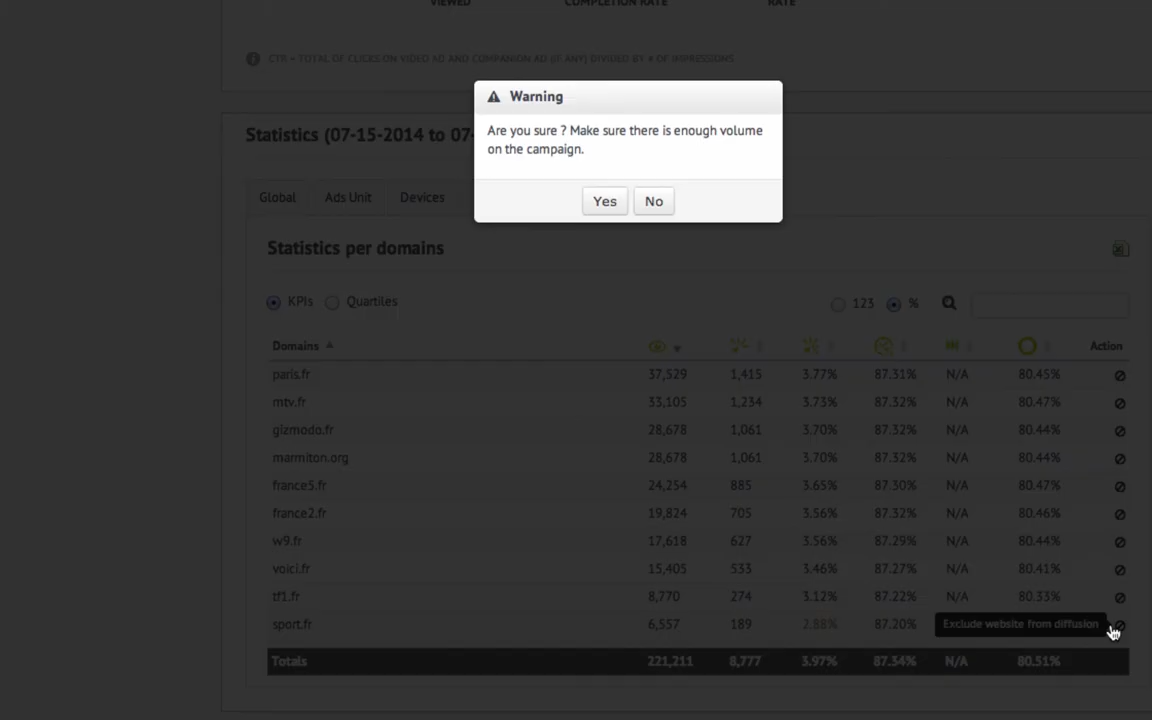 VIEWED COMPLETION RATE RATE
CTR = TOTAL OF CLICKS ON VIDEO AD AND COMPANION AD (IF ANY) DIVIDED BY # OF IMPRESSIONS
Warning
Are you sure ? Make sure there is enough volume
on the campaign.
Yes No
Statistics (07-15-2014 to 07-
Global Ads Unit Devices
Statistics per domains
KPIs Quartiles 123 %
Domains Action
paris.fr 37,529 1,415 3.77% 87.31% N/A 80.45%
mtv.fr 33,105 1,234 3.73% 87.32% N/A 80.47%
gizmodo.fr 28,678 1,061 3.70% 87.32% N/A 80.44%
marmiton.org 28,678 1,061 3.70% 87.32% N/A 80.44%
france5.fr 24,254 885 3.65% 87.30% N/A 80.47%
france2.fr 19,824 705 3.56% 87.32% N/A 80.46%
w9.fr 17,618 627 3.56% 87.29% N/A 80.44%
voici.fr 15,405 533 3.46% 87.27% N/A 80.41%
tf1.fr 8,770 274 3.12% 87.22% N/A 80.33%
sport.fr 6,557 189 2.88% 87.20% Exclude website from diffusion
Totals 221,211 8,777 3.97% 87.34% N/A 80.51%